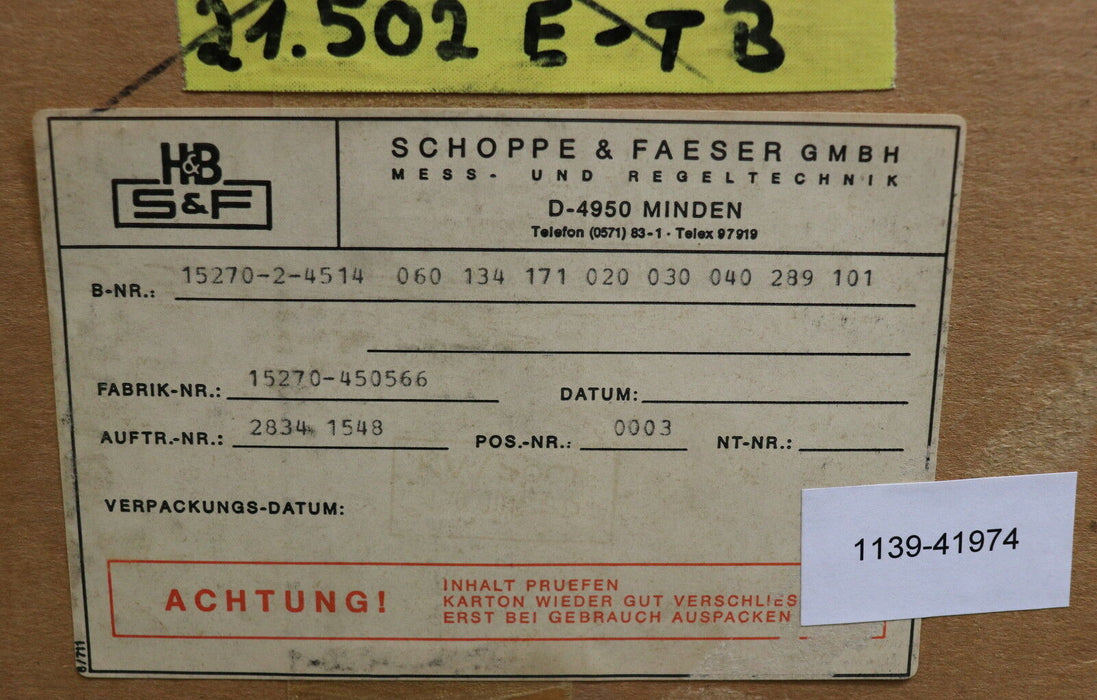 21.502 E-TB
H&B
S&F
SCHOPPE & FAESER GMBH
MESS- UND REGELTECHNIK
D-4950 MINDEN
Telefon (0571) 83-1 · Telex 97919
B-NR.: 15270-2-4514 060 134 171 020 030 040 289 101
FABRIK-NR.: 15270-450566 DATUM:
AUFTR.-NR.: 2834 1548 POS.-NR.: 0003 NT-NR.:
VERPACKUNGS-DATUM:
1139-41974
ACHTUNG!
INHALT PRUEFEN
KARTON WIEDER GUT VERSCHLIES
ERST BEI GEBRAUCH AUSPACKEN